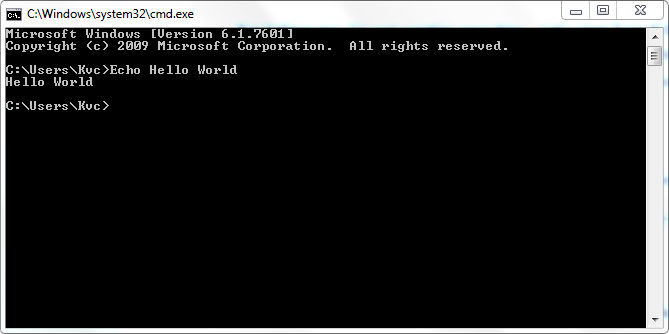 C:\Windows\system32\cmd.exe
Microsoft Windows [Version 6.1.7601]
Copyright (c) 2009 Microsoft Corporation.  All rights reserved.
C:\Users\Kvc>Echo Hello World
Hello World
C:\Users\Kvc>